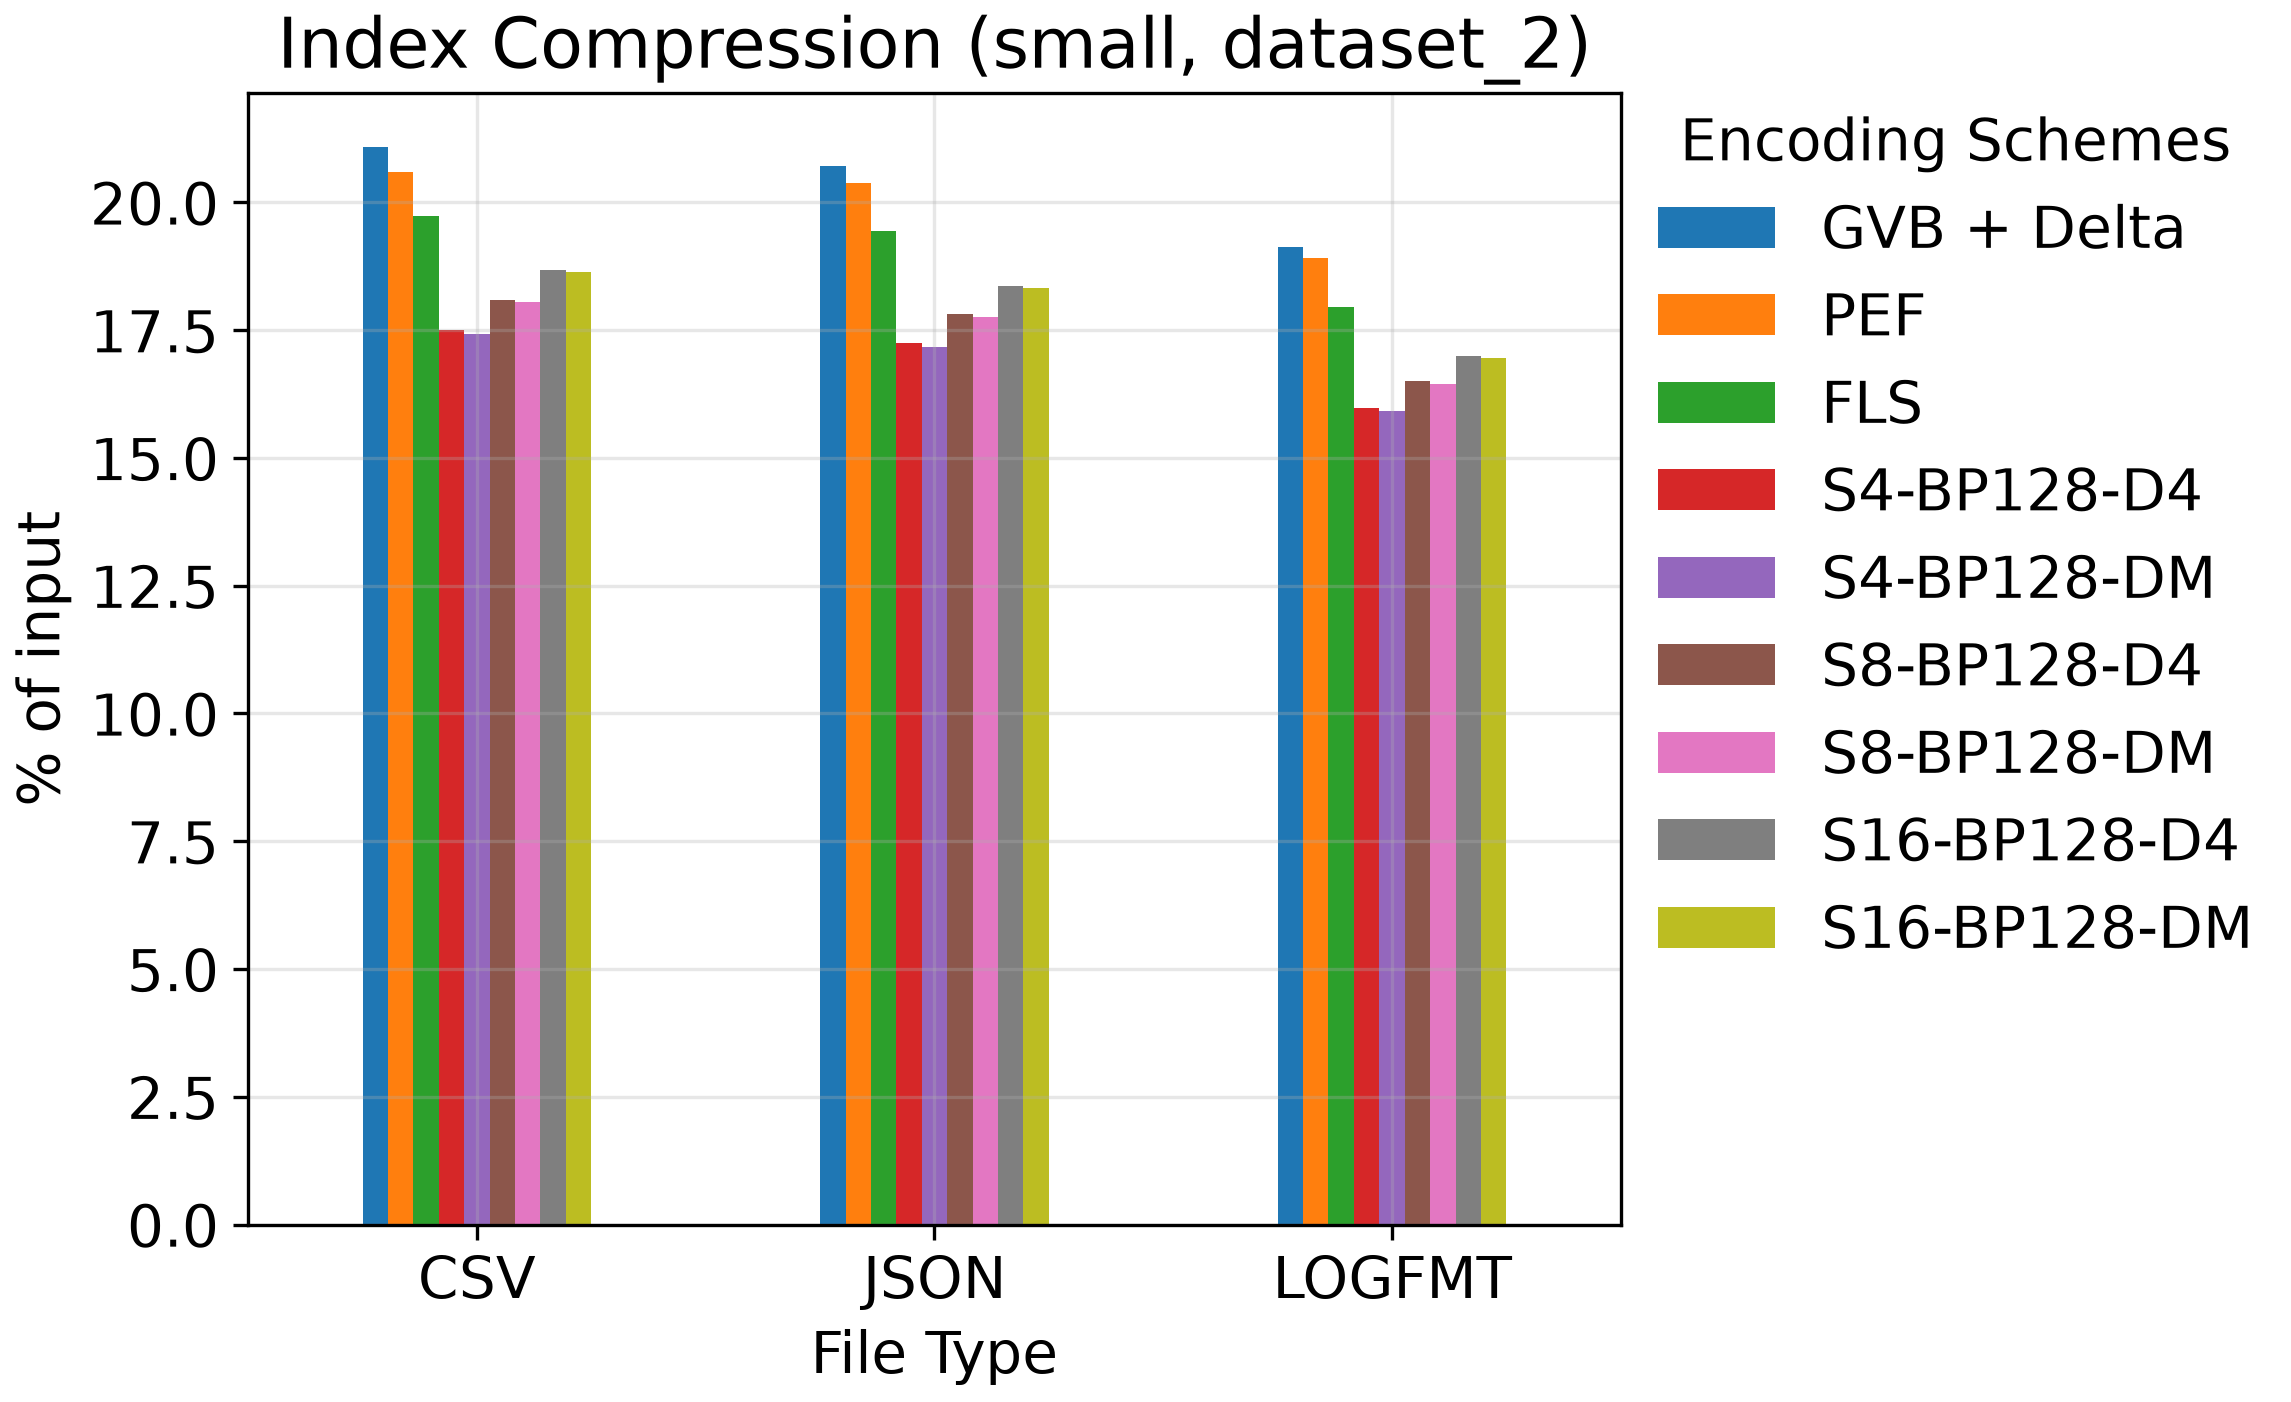 Index Compression (small, dataset_2)
% of input
20.0
17.5
15.0
12.5
10.0
7.5
5.0
2.5
0.0
CSV
JSON
LOGFMT
File Type
Encoding Schemes
GVB + Delta
PEF
FLS
S4-BP128-D4
S4-BP128-DM
S8-BP128-D4
S8-BP128-DM
S16-BP128-D4
S16-BP128-DM